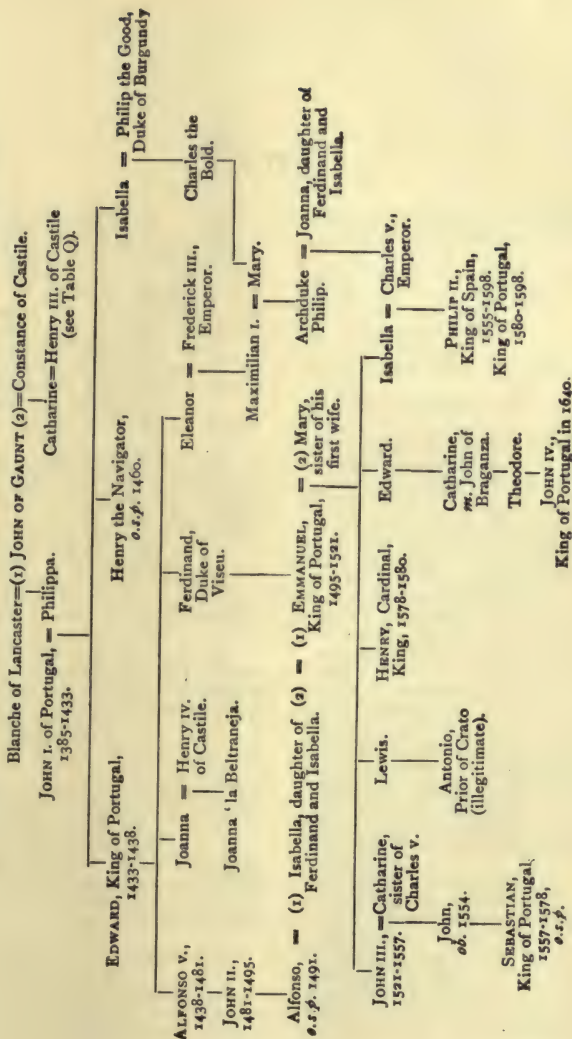 Blanche of Lancaster=(1) JOHN OF GAUNT (2)=Constance of Castile.
JOHN I. of Portugal, = Philippa.
1385-1433.
Catharine=Henry III. of Castile
(see Table Q).
EDWARD, King of Portugal,
1433-1438.
Henry the Navigator,
o.s.p. 1460.
Isabella = Philip the Good,
Duke of Burgundy
ALFONSO V.,
1438-1481.
Joanna = Henry IV.
of Castile.
Ferdinand,
Duke of
Viseu.
Eleanor = Frederick III.,
Emperor.
Charles the
Bold.
JOHN II.,
1481-1495.
Joanna 'la Beltraneja.
Maximilian I. = Mary.
Alfonso,
o.s.p. 1491.
= (1) Isabella, daughter of (2) = (1) EMMANUEL, = (2) Mary,
Ferdinand and Isabella.
King of Portugal,
1495-1521.
sister of his
first wife.
Archduke = Joanna, daughter of
Philip.
Ferdinand and
Isabella.
JOHN III., =Catharine,
1521-1557.
sister of
Charles V.
Lewis.
HENRY, Cardinal,
King, 1578-1580.
Edward.
Isabella = Charles V.,
Emperor.
John,
ob. 1554.
Antonio,
Prior of Crato
(illegitimate).
Catharine,
m. John of
Braganza.
PHILIP II.,
King of Spain,
1555-1598.
King of Portugal,
1580-1598.
SEBASTIAN,
King of Portugal
1557-1578,
o.s.p.
Theodore.
JOHN IV.,
King of Portugal in 1640.